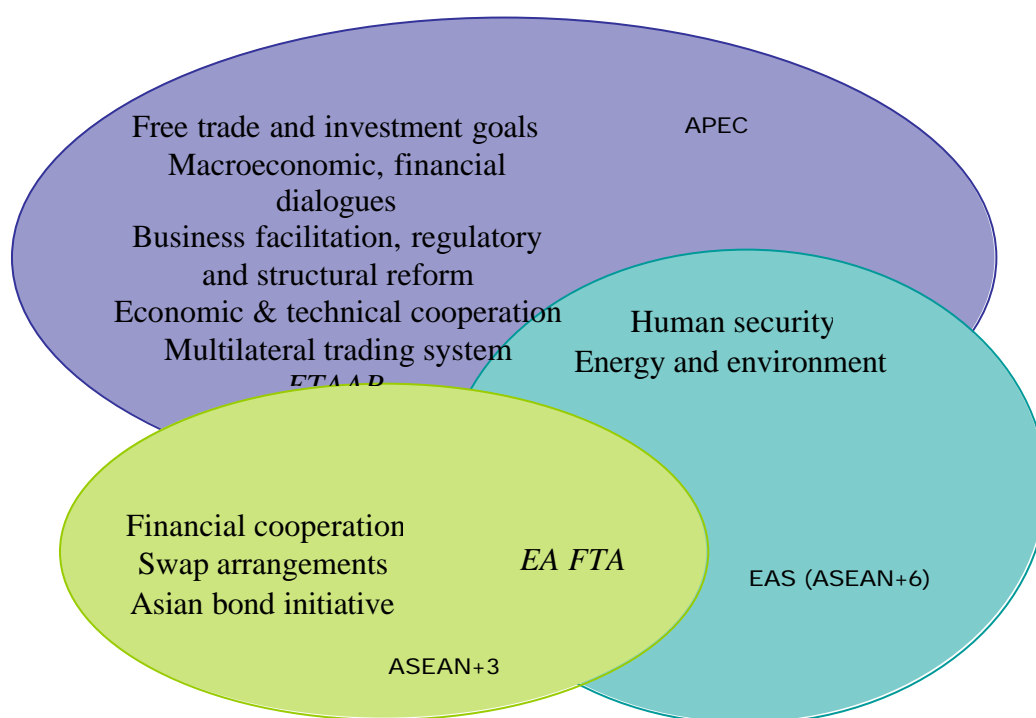 Free trade and investment goals
APEC
Macroeconomic, financial
dialogues
Business facilitation, regulatory
and structural reform
Economic & technical cooperation
Multilateral trading system
FTAAP
Human security
Energy and environment
Financial cooperation
Swap arrangements
Asian bond initiative
EA FTA
EAS (ASEAN+6)
ASEAN+3